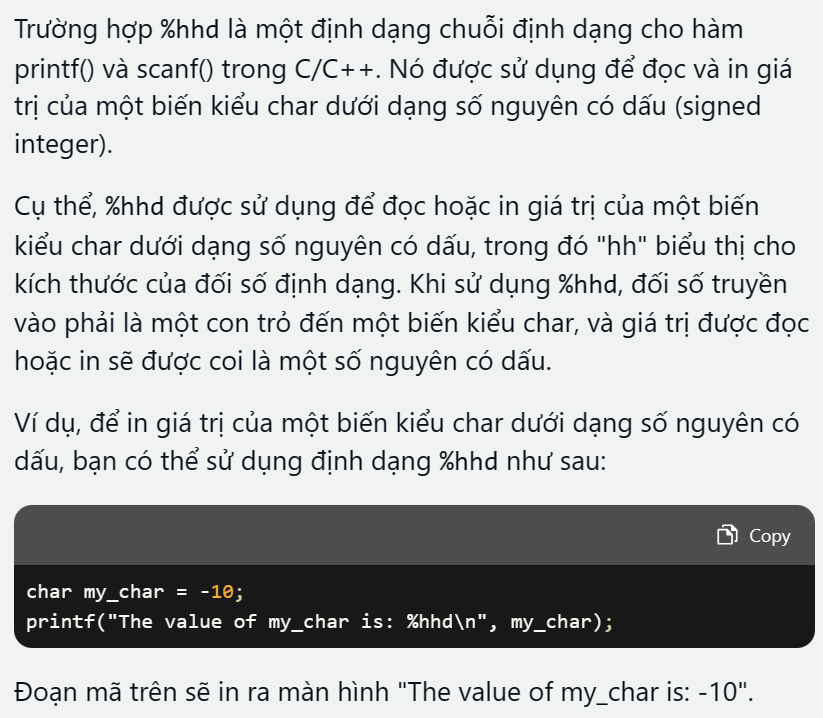 Trường hợp %hhd là một định dạng chuỗi định dạng cho hàm
printf() và scanf() trong C/C++. Nó được sử dụng để đọc và in giá
trị của một biến kiểu char dưới dạng số nguyên có dấu (signed
integer).
Cụ thể, %hhd được sử dụng để đọc hoặc in giá trị của một biến
kiểu char dưới dạng số nguyên có dấu, trong đó "hh" biểu thị cho
kích thước của đối số định dạng. Khi sử dụng %hhd, đối số truyền
vào phải là một con trỏ đến một biến kiểu char, và giá trị được đọc
hoặc in sẽ được coi là một số nguyên có dấu.
Ví dụ, để in giá trị của một biến kiểu char dưới dạng số nguyên có
dấu, bạn có thể sử dụng định dạng %hhd như sau:
Copy
char my_char = -10;
printf("The value of my_char is: %hhd\n", my_char);
Đoạn mã trên sẽ in ra màn hình "The value of my_char is: -10".